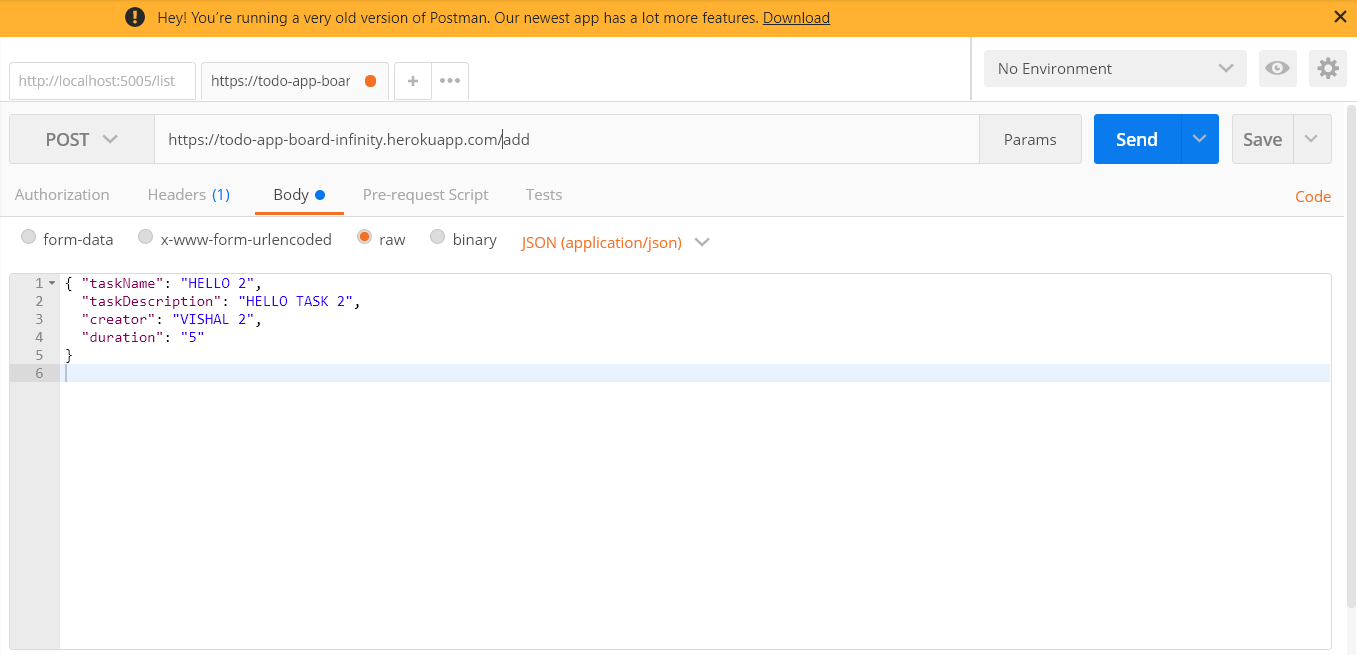 Hey! You're running a very old version of Postman. Our newest app has a lot more features. Download
http://localhost:5005/list
https://todo-app-boar
No Environment
POST
https://todo-app-board-infinity.herokuapp.com/add
Params
Send
Save
Authorization
Headers (1)
Body
Pre-request Script
Tests
Code
form-data
x-www-form-urlencoded
raw
binary
JSON (application/json)
1 { "taskName": "HELLO 2",
2 "taskDescription": "HELLO TASK 2",
3 "creator": "VISHAL 2",
4 "duration": "5"
5 }
6